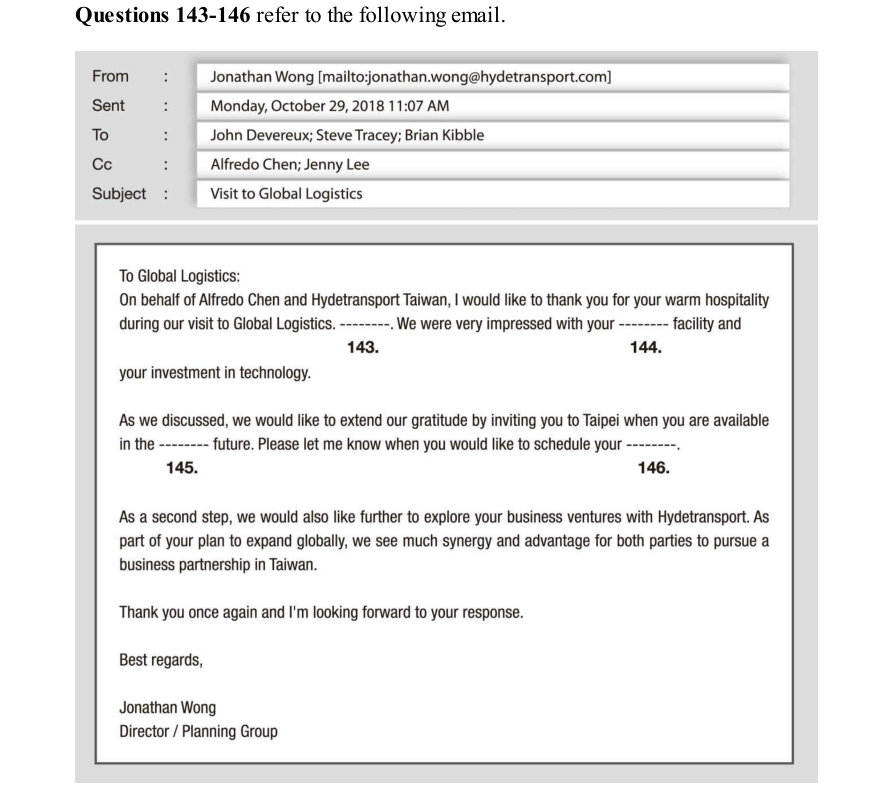 Questions 143-146 refer to the following email.
From : Jonathan Wong [mailto:jonathan.wong@hydetransport.com]
Sent : Monday, October 29, 2018 11:07 AM
To : John Devereux; Steve Tracey; Brian Kibble
Cc : Alfredo Chen; Jenny Lee
Subject : Visit to Global Logistics
To Global Logistics:
On behalf of Alfredo Chen and Hydetransport Taiwan, I would like to thank you for your warm hospitality
during our visit to Global Logistics. --------. We were very impressed with your -------- facility and
143. 144.
your investment in technology.
As we discussed, we would like to extend our gratitude by inviting you to Taipei when you are available
in the -------- future. Please let me know when you would like to schedule your --------.
145. 146.
As a second step, we would also like further to explore your business ventures with Hydetransport. As
part of your plan to expand globally, we see much synergy and advantage for both parties to pursue a
business partnership in Taiwan.
Thank you once again and I'm looking forward to your response.
Best regards,
Jonathan Wong
Director / Planning Group